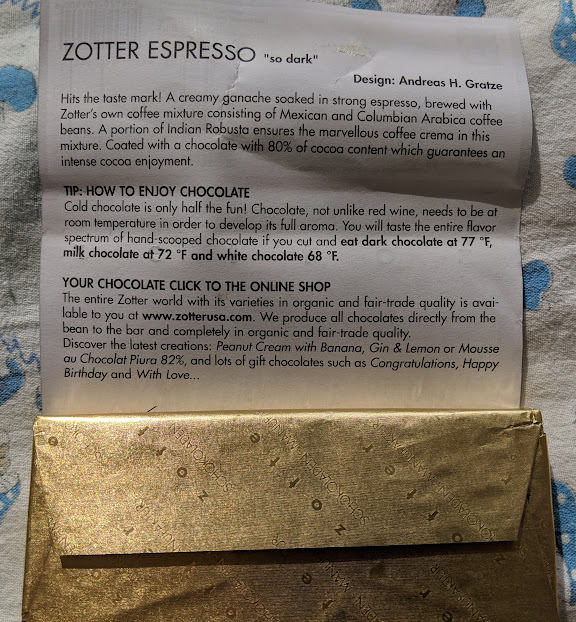 ZOTTER ESPRESSO "so dark"
Design: Andreas H. Gratze
Hits the taste mark! A creamy ganache soaked in strong espresso, brewed with
Zotter's own coffee mixture consisting of Mexican and Columbian Arabica coffee
beans. A portion of Indian Robusta ensures the marvellous coffee crema in this
mixture. Coated with a chocolate with 80% of cocoa content which guarantees an
intense cocoa enjoyment.
TIP: HOW TO ENJOY CHOCOLATE
Cold chocolate is only half the fun! Chocolate, not unlike red wine, needs to be at
room temperature in order to develop its full aroma. You will taste the entire flavor
spectrum of hand-scooped chocolate if you cut and eat dark chocolate at 77 °F,
milk chocolate at 72 °F and white chocolate 68 °F.
YOUR CHOCOLATE CLICK TO THE ONLINE SHOP
The entire Zotter world with its varieties in organic and fair-trade quality is avai-
lable to you at www.zotterusa.com. We produce all chocolates directly from the
bean to the bar and completely in organic and fair-trade quality.
Discover the latest creations: Peanut Cream with Banana, Gin & Lemon or Mousse
au Chocolat Piura 82%, and lots of gift chocolates such as Congratulations, Happy
Birthday and With Love...